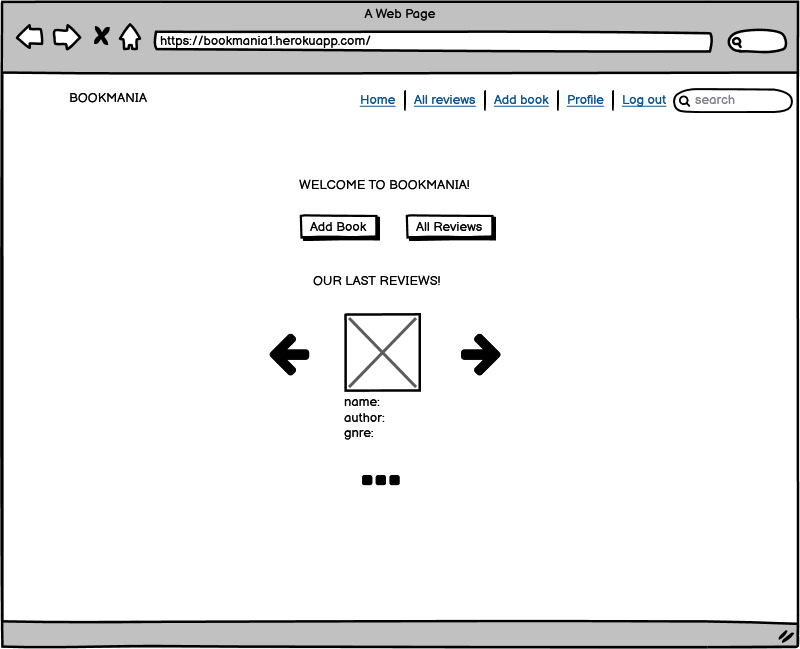 A Web Page
https://bookmania1.herokuapp.com/
BOOKMANIA
Home All reviews Add book Profile Log out search
WELCOME TO BOOKMANIA!
Add Book All Reviews
OUR LAST REVIEWS!
name:
author:
gnre: